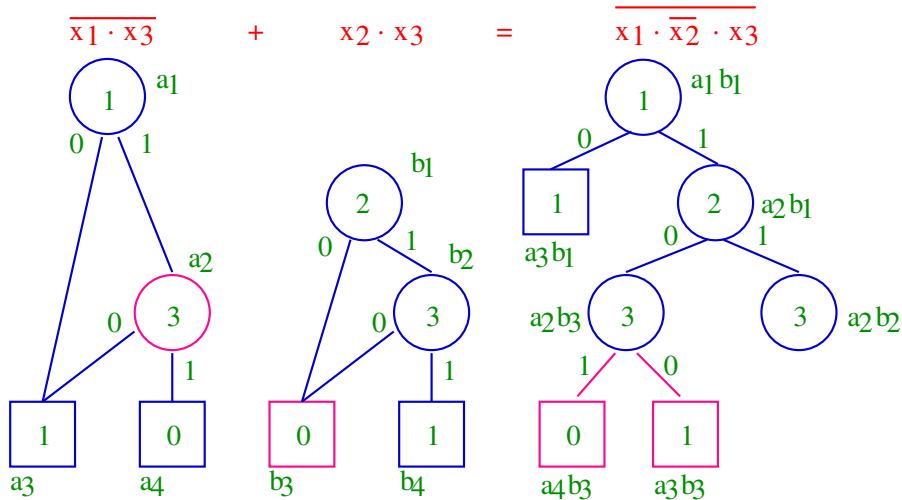 x1 · x3 + x2 · x3 = x1 · x2 · x3
a1 1 a1 b1 1
0 1 0 1
b1 2 1 2 a2 b1
0 1 a3 b1 0 1
a2 b2
3 0 3 0 a2 b3 3 3 a2 b2
1 1 1 0
1 0 0 1 0 1
a3 a4 b3 b4 a4 b3 a3 b3